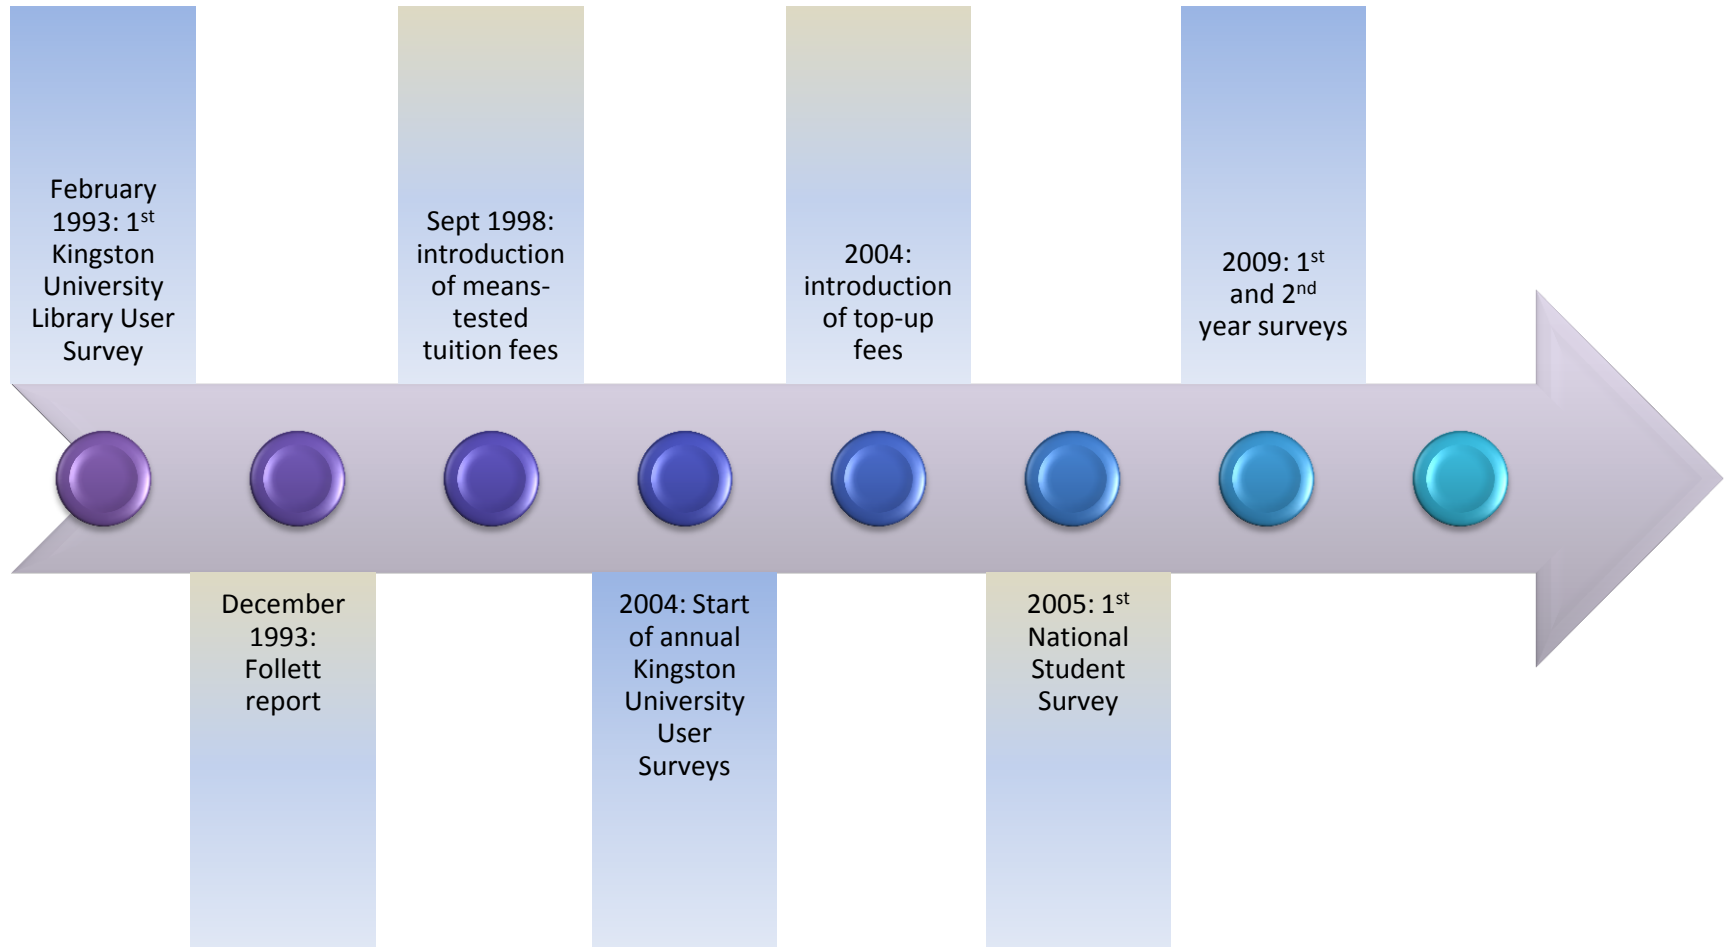 February
1993: 1st
Kingston
University
Library User
Survey
December
1993:
Follett
report
Sept 1998:
introduction
of means-
tested
tuition fees
2004: Start
of annual
Kingston
University
User
Surveys
2004:
introduction
of top-up
fees
2005: 1st
National
Student
Survey
2009: 1st
and 2nd
year surveys